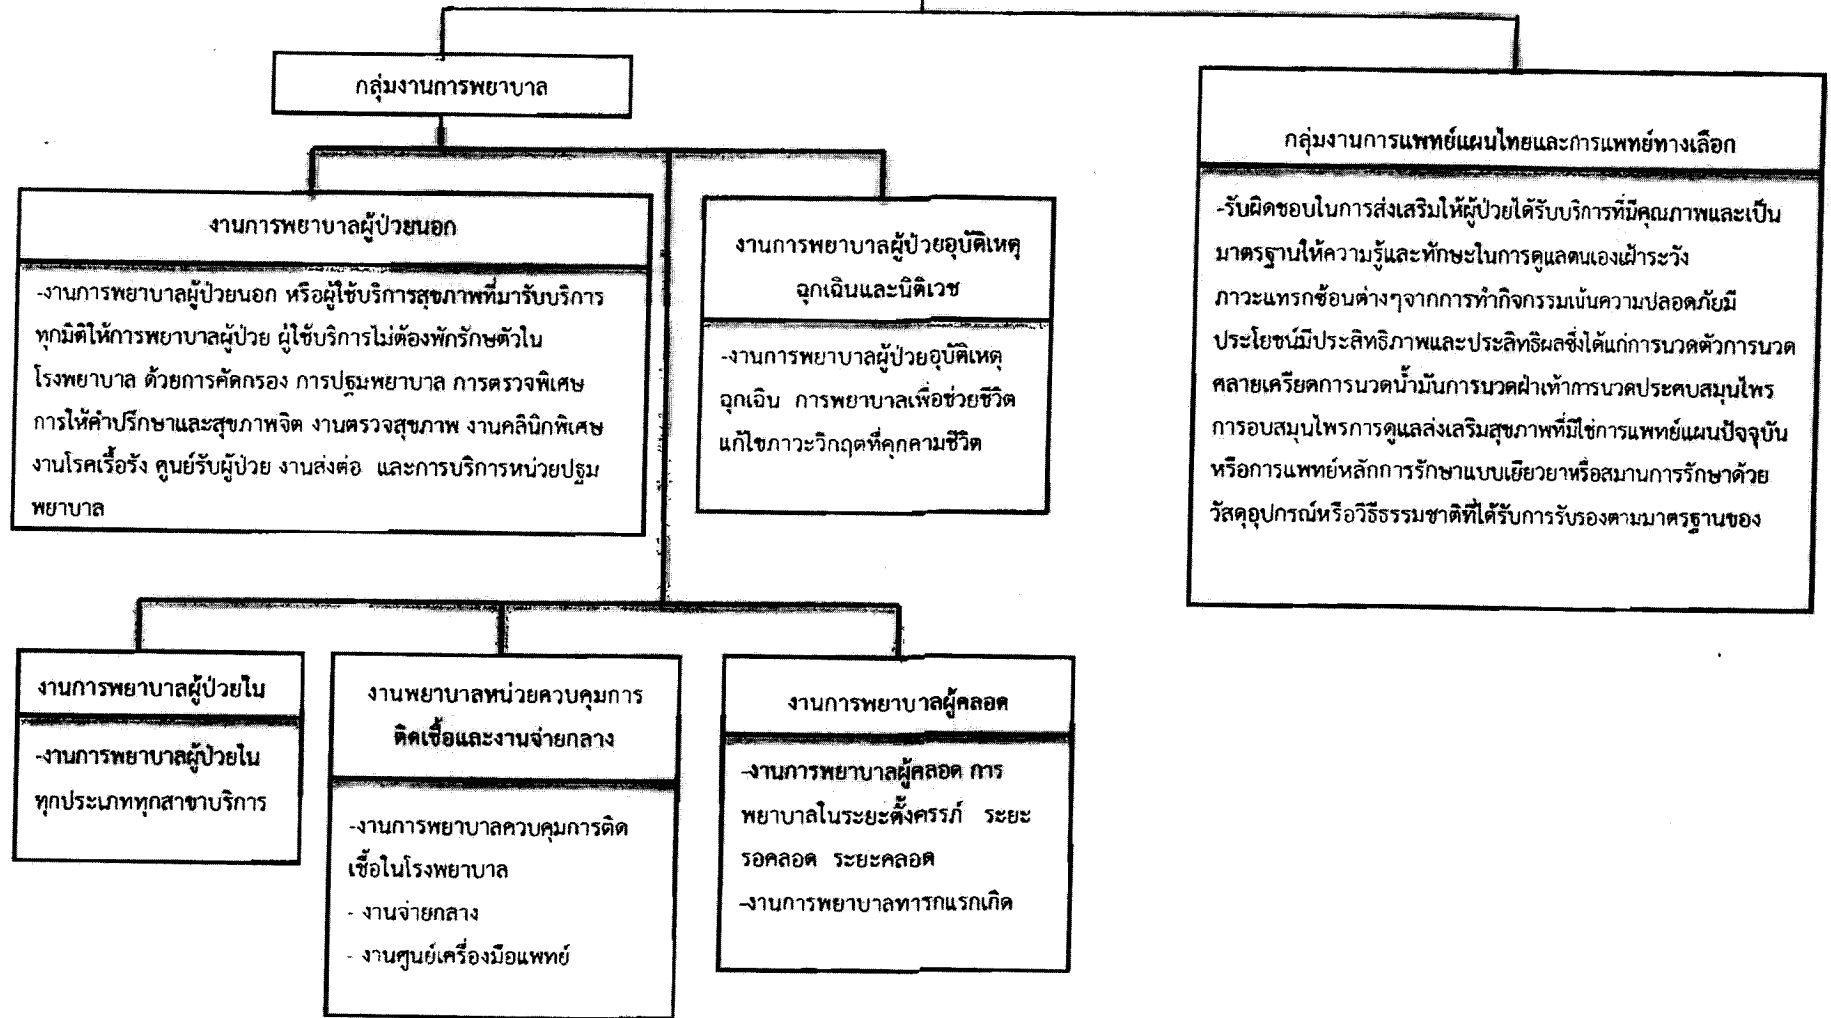 กลุ่มงานการพยาบาล
กลุ่มงานการแพทย์แผนไทยและการแพทย์ทางเลือก
-รับผิดชอบในการส่งเสริมให้ผู้ป่วยได้รับบริการที่มีคุณภาพและเป็น
มาตรฐานให้ความรู้และทักษะในการดูแลตนเองเฝ้าระวัง
ภาวะแทรกซ้อนต่างๆจากการทำกิจกรรมเน้นความปลอดภัยมี
ประโยชน์มีประสิทธิภาพและประสิทธิผลซึ่งได้แก่การนวดตัวการนวด
คลายเครียดการนวดน้ำมันการนวดฝ่าเท้าการนวดประคบสมุนไพร
การอบสมุนไพรการดูแลส่งเสริมสุขภาพที่มิใช่การแพทย์แผนปัจจุบัน
หรือการแพทย์หลักการรักษาแบบเยียวยาหรือสมานการรักษาด้วย
วัสดุอุปกรณ์หรือวิธีธรรมชาติที่ได้รับการรับรองตามมาตรฐานของ
งานการพยาบาลผู้ป่วยนอก
-งานการพยาบาลผู้ป่วยนอก หรือผู้ใช้บริการสุขภาพที่มารับบริการ
ทุกมิติให้การพยาบาลผู้ป่วย ผู้ใช้บริการไม่ต้องพักรักษตัวใน
โรงพยาบาล ด้วยการคัดกรอง การปฐมพยาบาล การตรวจพิเศษ
การให้คำปรึกษาและสุขภาพจิต งานตรวจสุขภาพ งานคลินิกพิเศษ
งานโรคเรื้อรัง ศูนย์รับผู้ป่วย งานส่งต่อ และการบริการหน่วยปฐม
พยาบาล
งานการพยาบาลผู้ป่วยอุบัติเหตุ
ฉุกเฉินและนิติเวช
-งานการพยาบาลผู้ป่วยอุบัติเหตุ
ฉุกเฉิน การพยาบาลเพื่อช่วยชีวิต
แก้ไขภาวะวิกฤตที่คุกคามชีวิต
งานการพยาบาลผู้ป่วยใน
-งานการพยาบาลผู้ป่วยใน
ทุกประเภททุกสาขาบริการ
งานพยาบาลหน่วยควบคุมการ
ติดเชื้อและงานจ่ายกลาง
-งานการพยาบาลควบคุมการติด
เชื้อในโรงพยาบาล
- งานจ่ายกลาง
- งานศูนย์เครื่องมือแพทย์
งานการพยาบาลผู้คลอด
-งานการพยาบาลผู้คลอด การ
พยาบาลในระยะตั้งครรภ์ ระยะ
รอคลอด ระยะคลอด
-งานการพยาบาลทารกแรกเกิด